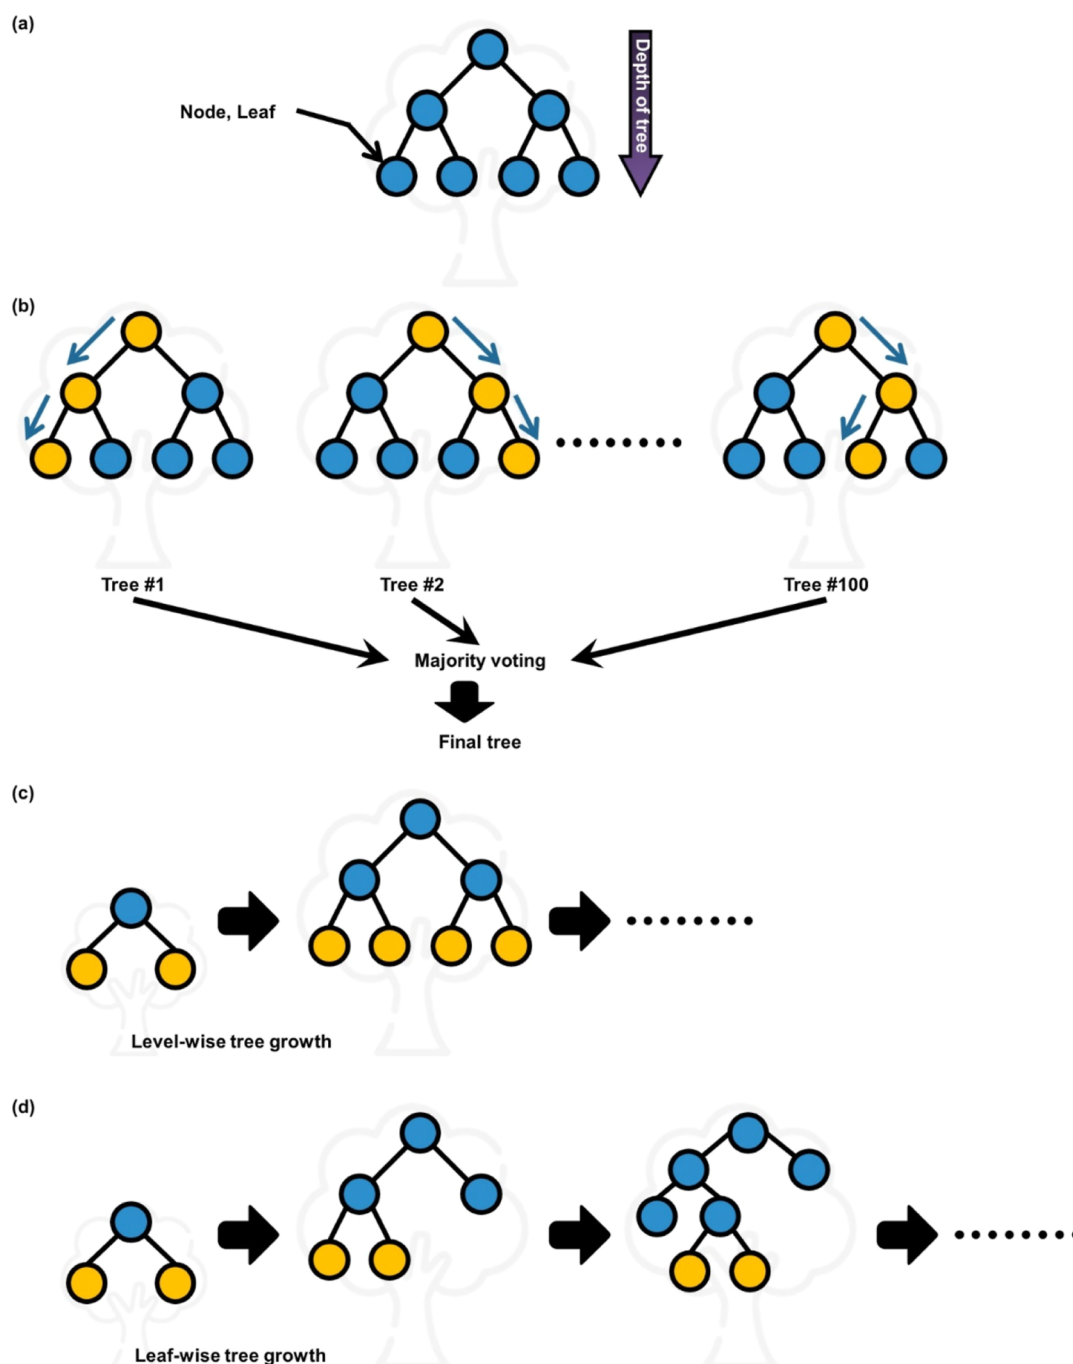 (a)
Node, Leaf
Depth of tree
(b)
Tree #1
Tree #2
Tree #100
Majority voting
Final tree
(c)
Level-wise tree growth
(d)
Leaf-wise tree growth